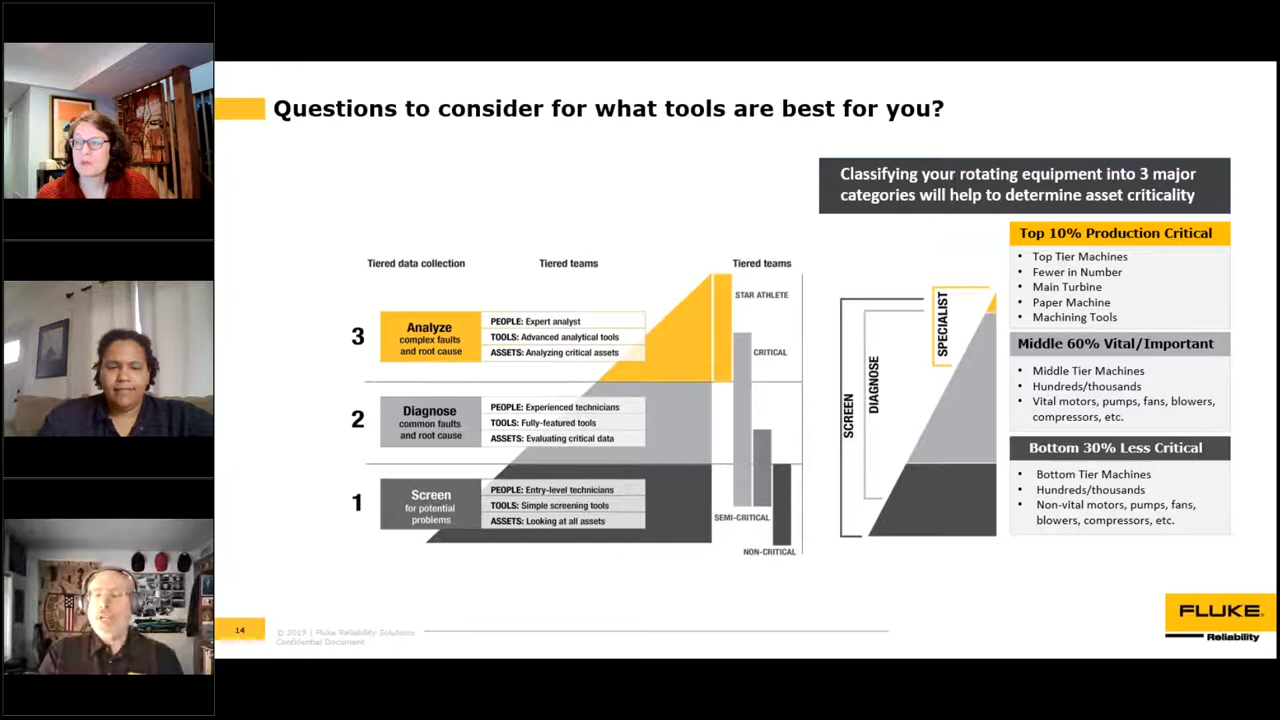 Questions to consider for what tools are best for you?
Classifying your rotating equipment into 3 major
categories will help to determine asset criticality
Tiered data collection
Tiered teams
Tiered teams
3
Analyze
complex faults
and root cause
PEOPLE: Expert analyst
TOOLS: Advanced analytical tools
ASSETS: Analyzing critical assets
2
Diagnose
common faults
and root cause
PEOPLE: Experienced technicians
TOOLS: Fully-featured tools
ASSETS: Evaluating critical data
1
Screen
for potential
problems
PEOPLE: Entry-level technicians
TOOLS: Simple screening tools
ASSETS: Looking at all assets
STAR ATHLETE
CRITICAL
SEMI-CRITICAL
NON-CRITICAL
SCREEN
DIAGNOSE
SPECIALIST
Top 10% Production Critical
• Top Tier Machines
• Fewer in Number
• Main Turbine
• Paper Machine
• Machining Tools
Middle 60% Vital/Important
• Middle Tier Machines
• Hundreds/thousands
• Vital motors, pumps, fans, blowers,
compressors, etc.
Bottom 30% Less Critical
• Bottom Tier Machines
• Hundreds/thousands
• Non-vital motors, pumps, fans,
blowers, compressors, etc.
14
© 2019 | Fluke Reliability Solutions
Confidential Document
FLUKE®
Reliability